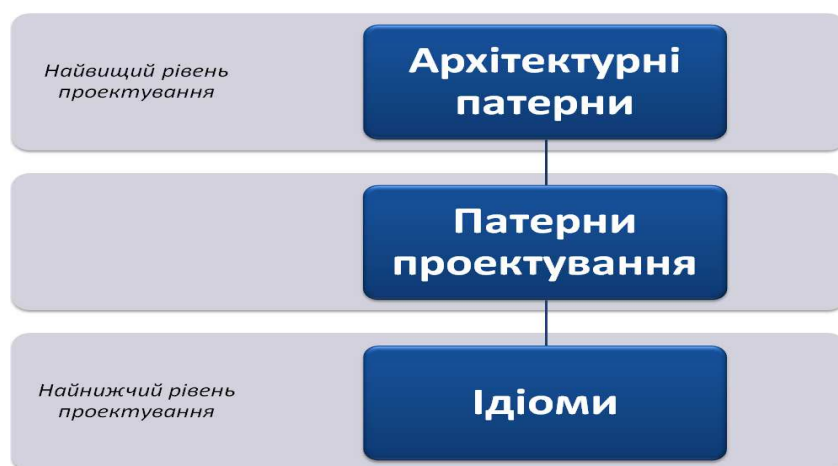 Найвищий рівень
проектування
Архітектурні
патерни
Патерни
проектування
Найнижчий рівень
проектування
Ідіоми